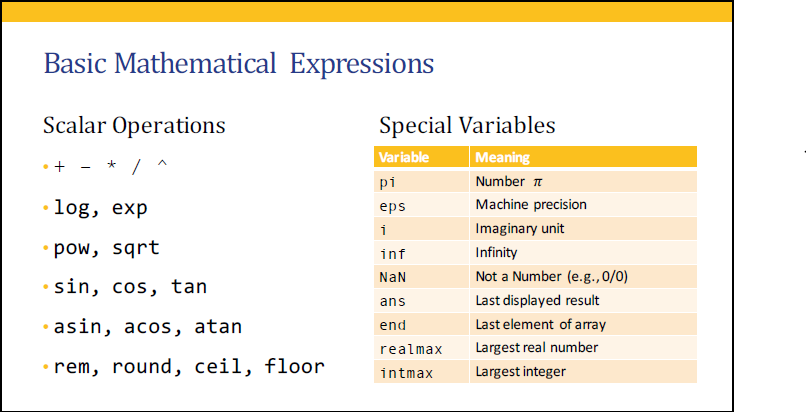 Basic Mathematical Expressions
Scalar Operations
• + – * / ^
• log, exp
• pow, sqrt
• sin, cos, tan
• asin, acos, atan
• rem, round, ceil, floor
Special Variables
Variable Meaning
pi Number π
eps Machine precision
i Imaginary unit
inf Infinity
NaN Not a Number (e.g., 0/0)
ans Last displayed result
end Last element of array
realmax Largest real number
intmax Largest integer